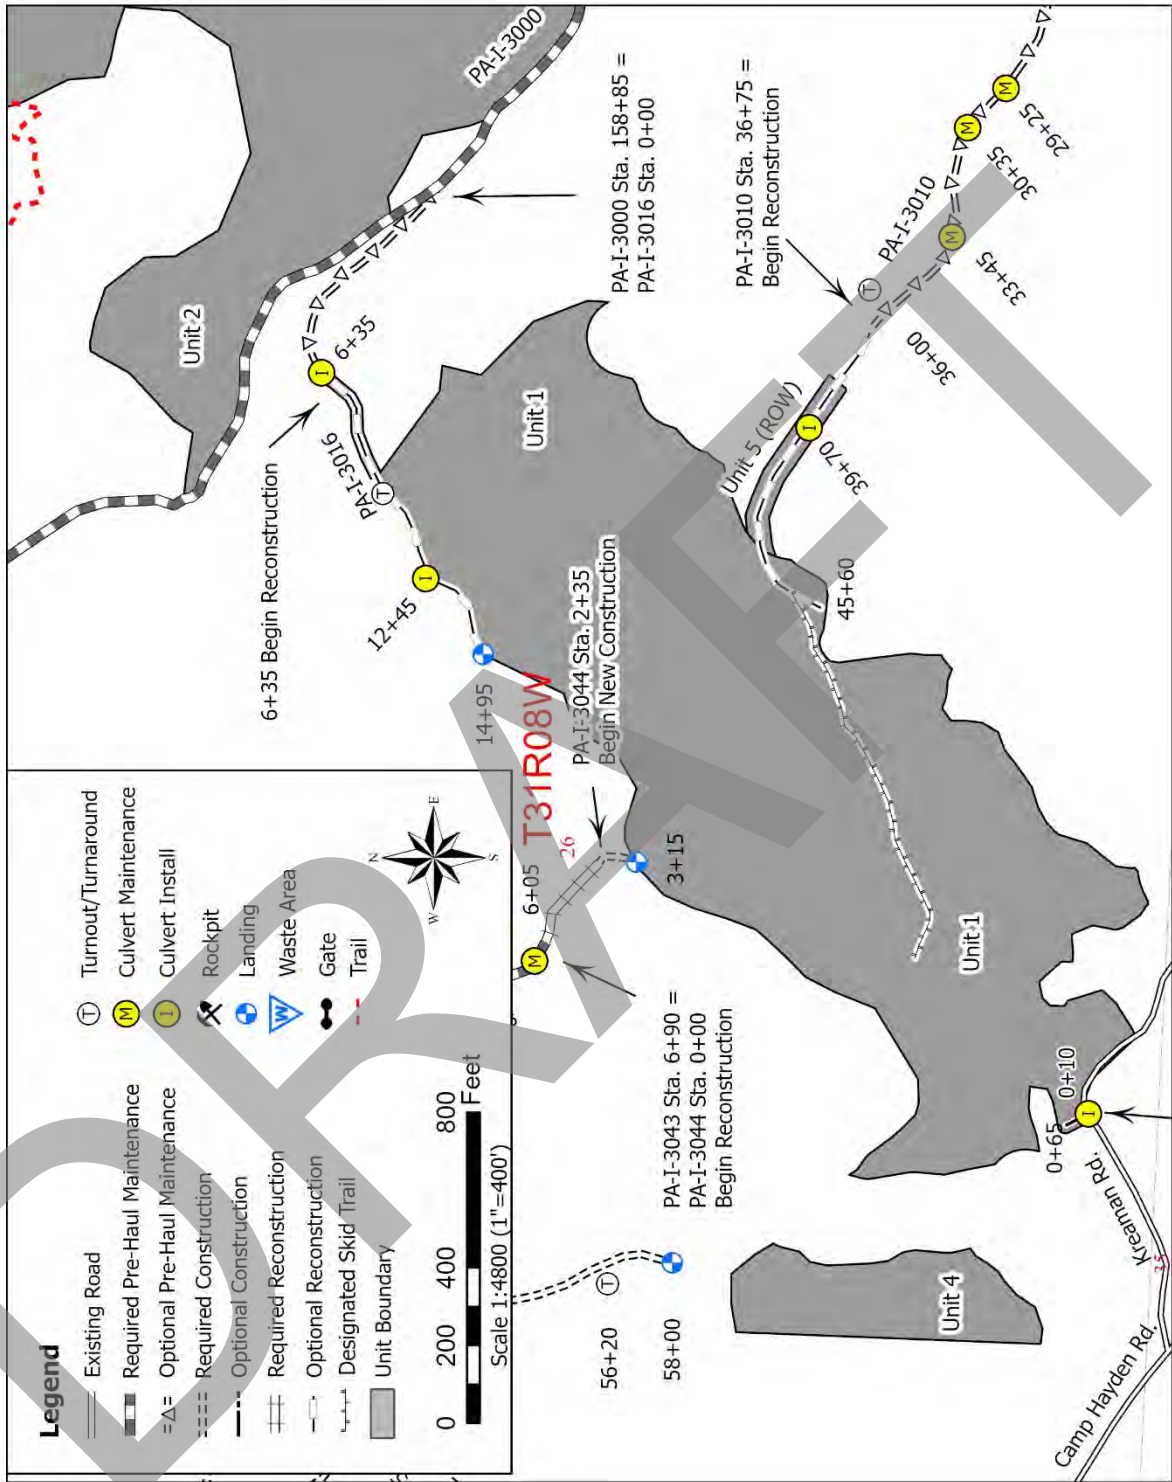 Legend
Existing Road
Required Pre-Haul Maintenance
Optional Pre-Haul Maintenance
Required Construction
Optional Construction
Required Reconstruction
Optional Reconstruction
Designated Skid Trail
Unit Boundary
T Turnout/Turnaround
M Culvert Maintenance
I Culvert Install
Rockpit
Landing
W Waste Area
Gate
Trail
N
E
S
W
0 200 400 800
Feet
Scale 1:4800 (1"=400')
PA-I-3000
Unit 2
PA-I-3000 Sta. 158+85 =
PA-I-3016 Sta. 0+00
I
6+35
6+35 Begin Reconstruction
PA-I-3016
T
I
12+45
14+95
Unit 1
T31R08W
26
PA-I-3044 Sta. 2+35
Begin New Construction
M
6+05
3+15
PA-I-3043 Sta. 6+90 =
PA-I-3044 Sta. 0+00
Begin Reconstruction
PA-I-3010 Sta. 36+75 =
Begin Reconstruction
PA-I-3010
M
29+25
M
30+35
M
33+45
T
36+00
Unit 5 (ROW)
I
39+70
45+60
Unit 1
T
56+20
58+00
Unit 4
I
0+10
0+65
Kreaman Rd.
35
Camp Hayden Rd.
DRAFT